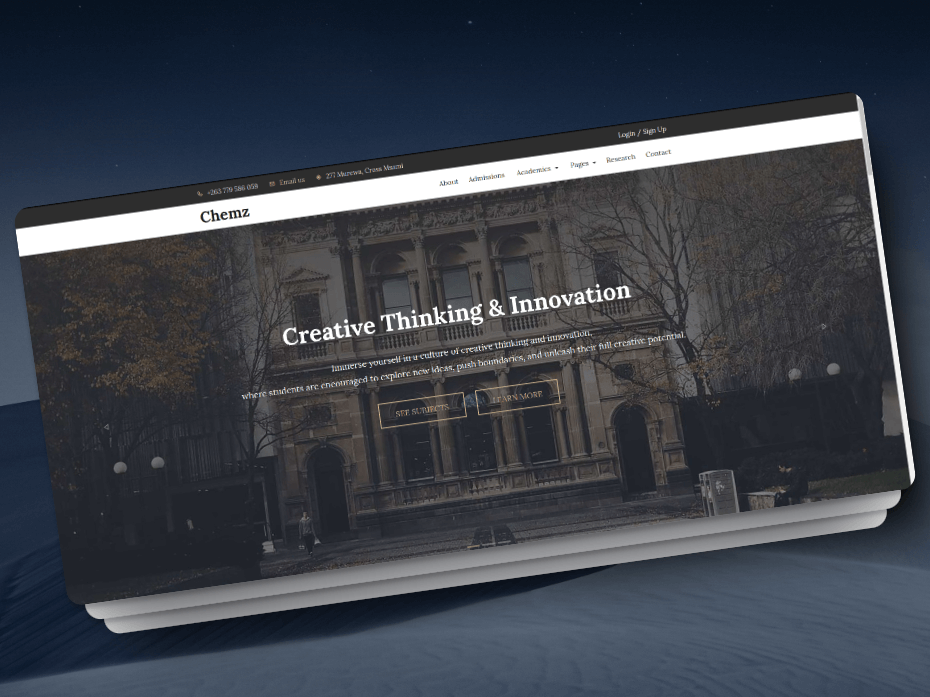 +263 779 586 059 Email us 277 Murewa, Cross Mzami
Login / Sign Up
Chemz
About Admissions Academics Pages Research Contact
Creative Thinking & Innovation
Immerse yourself in a culture of creative thinking and innovation,
where students are encouraged to explore new ideas, push boundaries, and unleash their full creative potential.
SEE SUBJECTS LEARN MORE